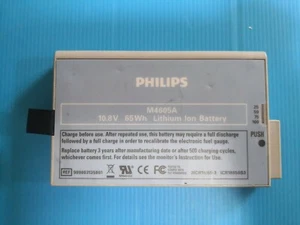 PHILIPS
M4605A
10.8V 65Wh Lithium Ion Battery
Charge before use. After repeated use, this battery may require a full discharge
followed by a full charge in order to recalibrate the electronic fuel gauge.
Replace battery 3 years after manufacturing date or after 500 charging-cycles,
whichever comes first. For details, see the monitor's Instructions for Use.
PUSH
REF